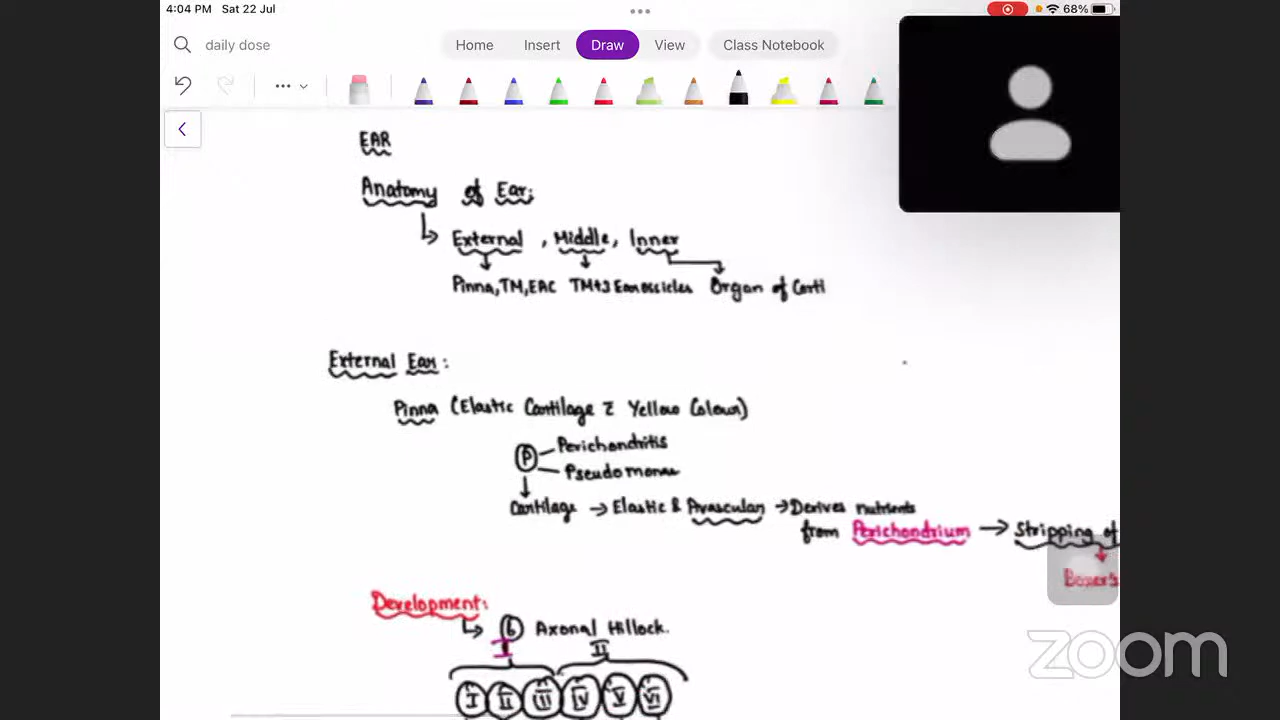 4:04 PM Sat 22 Jul
68%
daily dose
Home Insert Draw View Class Notebook
EAR
Anatomy of Ear:
External, Middle, Inner
Pinna, TM, EAC TM+3 Ear ossicles Organ of Corti
External Ear:
Pinna (Elastic Cartilage c̄ Yellow Colour)
P Perichondritis
Pseudomonas
Cartilage → Elastic & Avascular → Derives nutrients
from Perichondrium → Stripping of
Boxer's
Development:
6 Axonal Hillock.
I II
I II III IV V VI
zoom